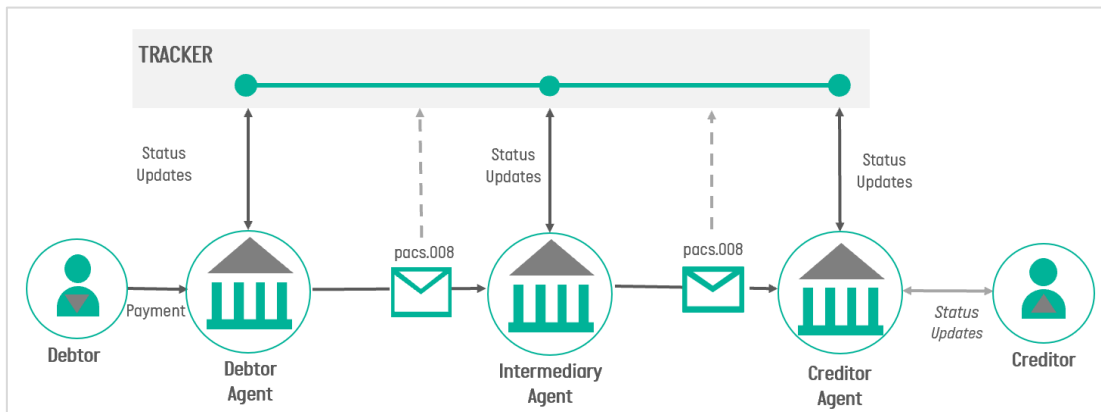 TRACKER
Status
Updates
Status
Updates
Status
Updates
pacs.008
pacs.008
Payment
Status
Updates
Debtor
Debtor
Agent
Intermediary
Agent
Creditor
Agent
Creditor